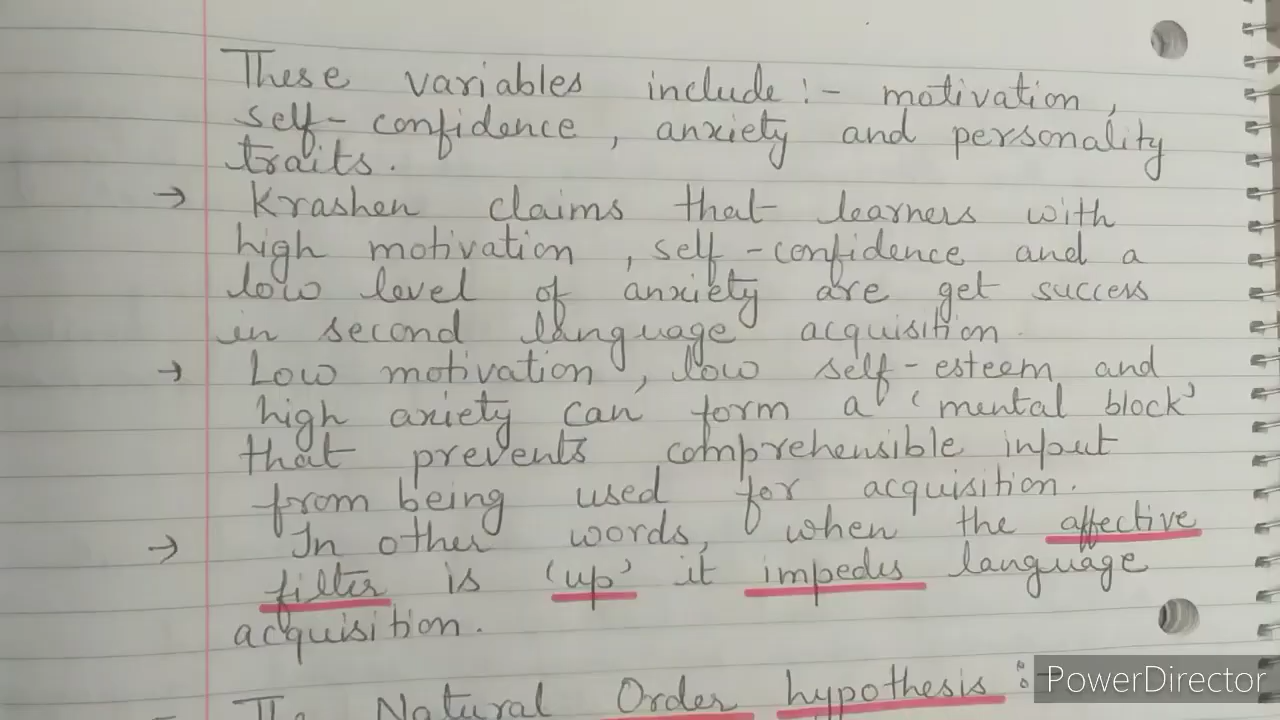 These variables include :- motivation,
self-confidence, anxiety and personality
traits.
→ Krashen claims that learners with
high motivation, self-confidence and a
low level of anxiety are get success
in second language acquisition.
→ Low motivation, low self-esteem and
high axiety can form a 'mental block'
that prevents comprehensible input
from being used for acquisition.
→ In other words, when the affective
filter is 'up' it impedes language
acquisition.
Natural Order hypothesis :-
PowerDirector